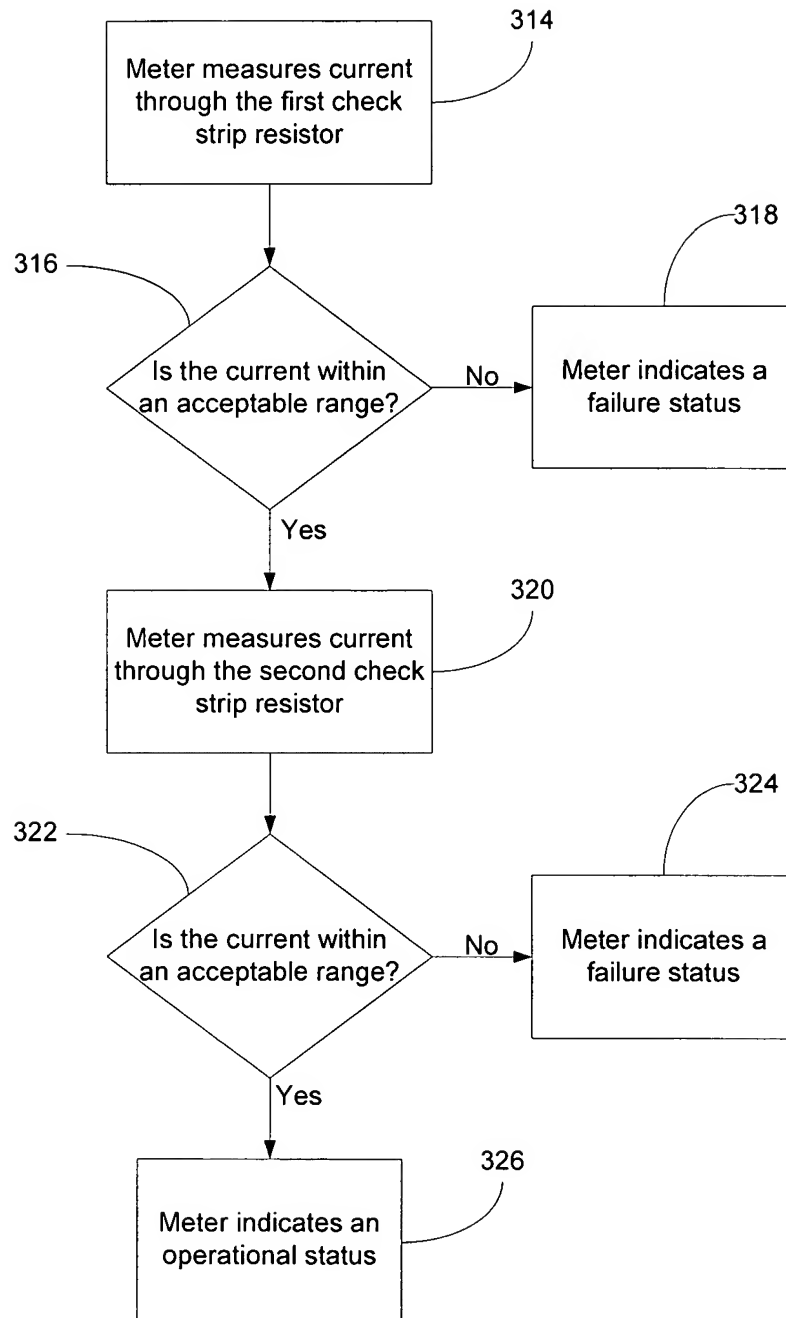 314
Meter measures current
through the first check
strip resistor
316
318
Is the current within
an acceptable range?
No
Meter indicates a
failure status
Yes
320
Meter measures current
through the second check
strip resistor
322
324
Is the current within
an acceptable range?
No
Meter indicates a
failure status
Yes
326
Meter indicates an
operational status